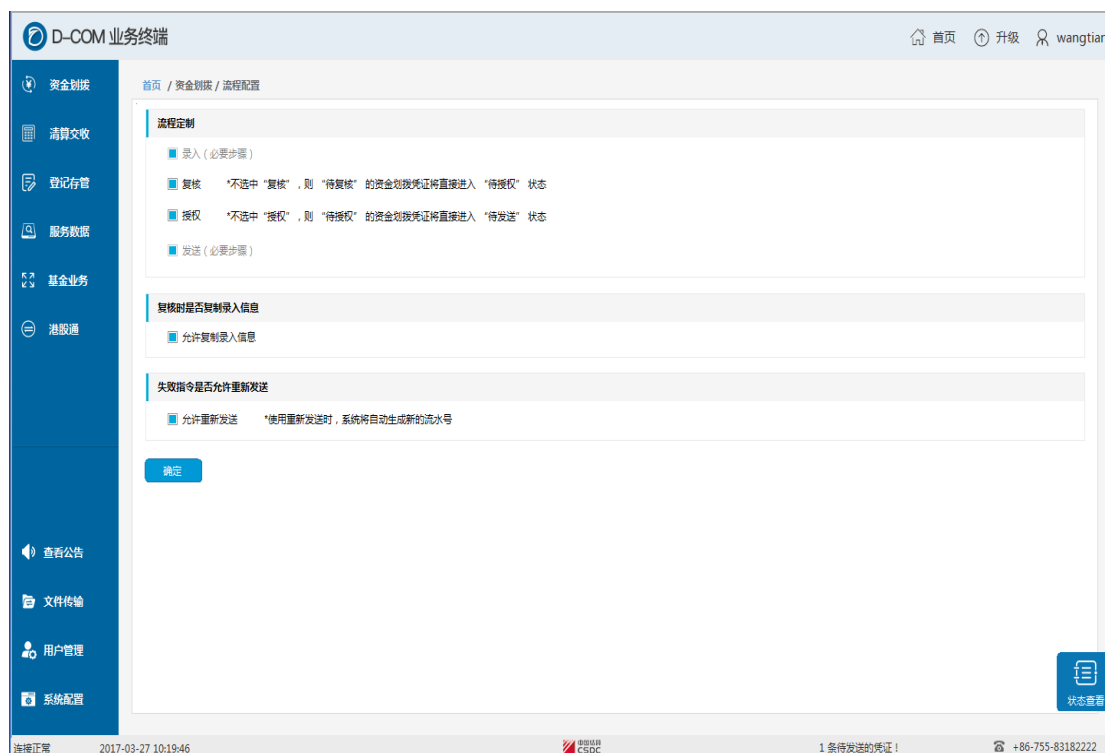 D-COM 业务终端
首页
升级
wangtian
资金划拨
清算交收
登记存管
服务数据
基金业务
港股通
查看公告
文件传输
用户管理
系统配置
首页 / 资金划拨 / 流程配置
流程定制
录入 ( 必要步骤 )
复核 *不选中“复核”,则“待复核”的资金划拨凭证将直接进入“待授权”状态
授权 *不选中“授权”,则“待授权”的资金划拨凭证将直接进入“待发送”状态
发送 ( 必要步骤 )
复核时是否复制录入信息
允许复制录入信息
失败指令是否允许重新发送
允许重新发送 *使用重新发送时,系统将自动生成新的流水号
确定
状态查看
连接正常 2017-03-27 10:19:46
中国结算
CSDC
1 条待发送的凭证!
+86-755-83182222